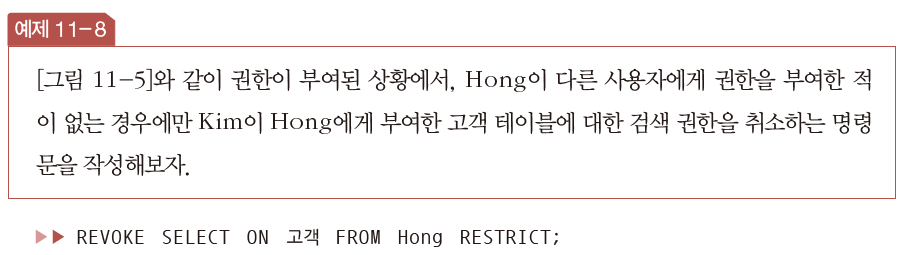 예제 11-8
[그림 11-5]와 같이 권한이 부여된 상황에서, Hong이 다른 사용자에게 권한을 부여한 적
이 없는 경우에만 Kim이 Hong에게 부여한 고객 테이블에 대한 검색 권한을 취소하는 명령
문을 작성해보자.
▶▶ REVOKE SELECT ON 고객 FROM Hong RESTRICT;